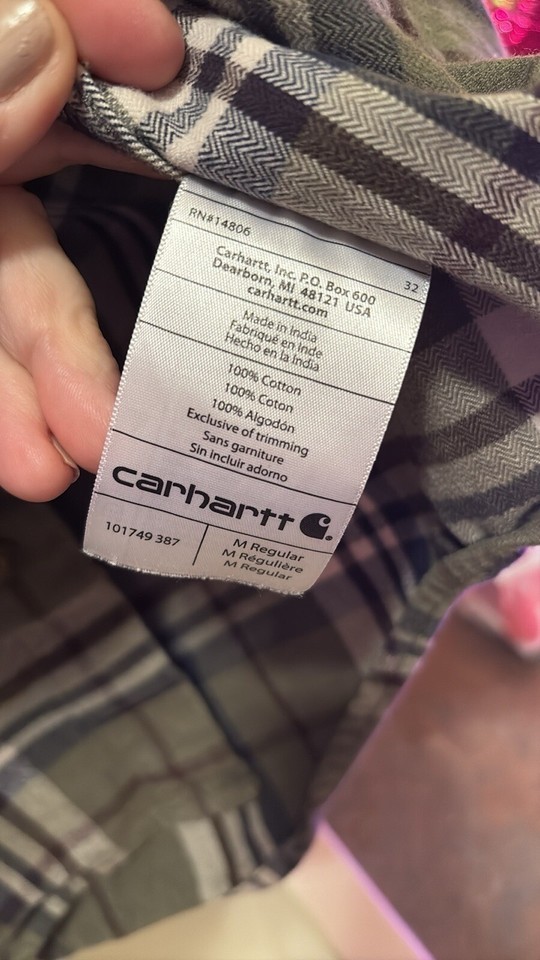 RN#14806
32
Carhartt, Inc. P.O. Box 600
Dearborn, MI 48121 USA
carhartt.com
Made in India
Fabriqué en Inde
Hecho en la India
100% Cotton
100% Coton
100% Algodón
Exclusive of trimming
Sans garniture
Sin incluir adorno
carhartt
101749 387
M Regular
M Régulière
M Regular